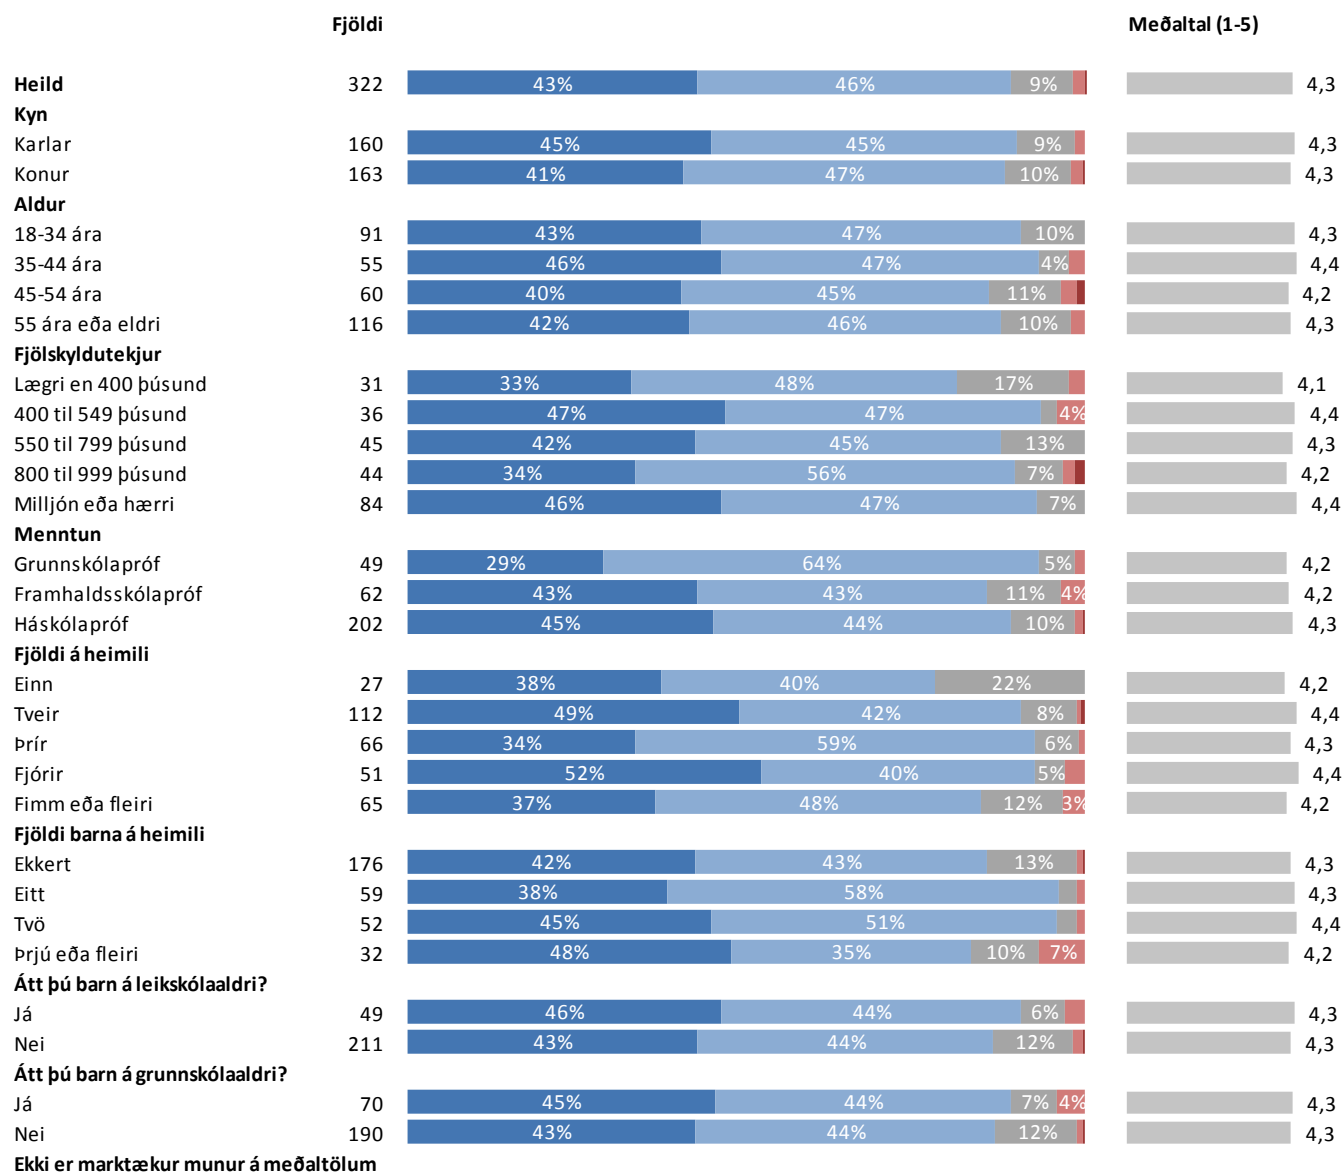 Fjöldi Meðaltal (1-5)
Heild 322 43% 46% 9% 4,3
Kyn
Karlar 160 45% 45% 9% 4,3
Konur 163 41% 47% 10% 4,3
Aldur
18-34 ára 91 43% 47% 10% 4,3
35-44 ára 55 46% 47% 4% 4,4
45-54 ára 60 40% 45% 11% 4,2
55 ára eða eldri 116 42% 46% 10% 4,3
Fjölskyldutekjur
Lægri en 400 þúsund 31 33% 48% 17% 4,1
400 til 549 þúsund 36 47% 47% 4% 4,4
550 til 799 þúsund 45 42% 45% 13% 4,3
800 til 999 þúsund 44 34% 56% 7% 4,2
Milljón eða hærri 84 46% 47% 7% 4,4
Menntun
Grunnskólapróf 49 29% 64% 5% 4,2
Framhaldsskólapróf 62 43% 43% 11% 4% 4,2
Háskólapróf 202 45% 44% 10% 4,3
Fjöldi á heimili
Einn 27 38% 40% 22% 4,2
Tveir 112 49% 42% 8% 4,4
Þrír 66 34% 59% 6% 4,3
Fjórir 51 52% 40% 5% 4,4
Fimm eða fleiri 65 37% 48% 12% 3% 4,2
Fjöldi barna á heimili
Ekkert 176 42% 43% 13% 4,3
Eitt 59 38% 58% 4,3
Tvö 52 45% 51% 4,4
Þrjú eða fleiri 32 48% 35% 10% 7% 4,2
Átt þú barn á leikskólaaldri?
Já 49 46% 44% 6% 4,3
Nei 211 43% 44% 12% 4,3
Átt þú barn á grunnskólaaldri?
Já 70 45% 44% 7% 4% 4,3
Nei 190 43% 44% 12% 4,3
Ekki er marktækur munur á meðaltölum